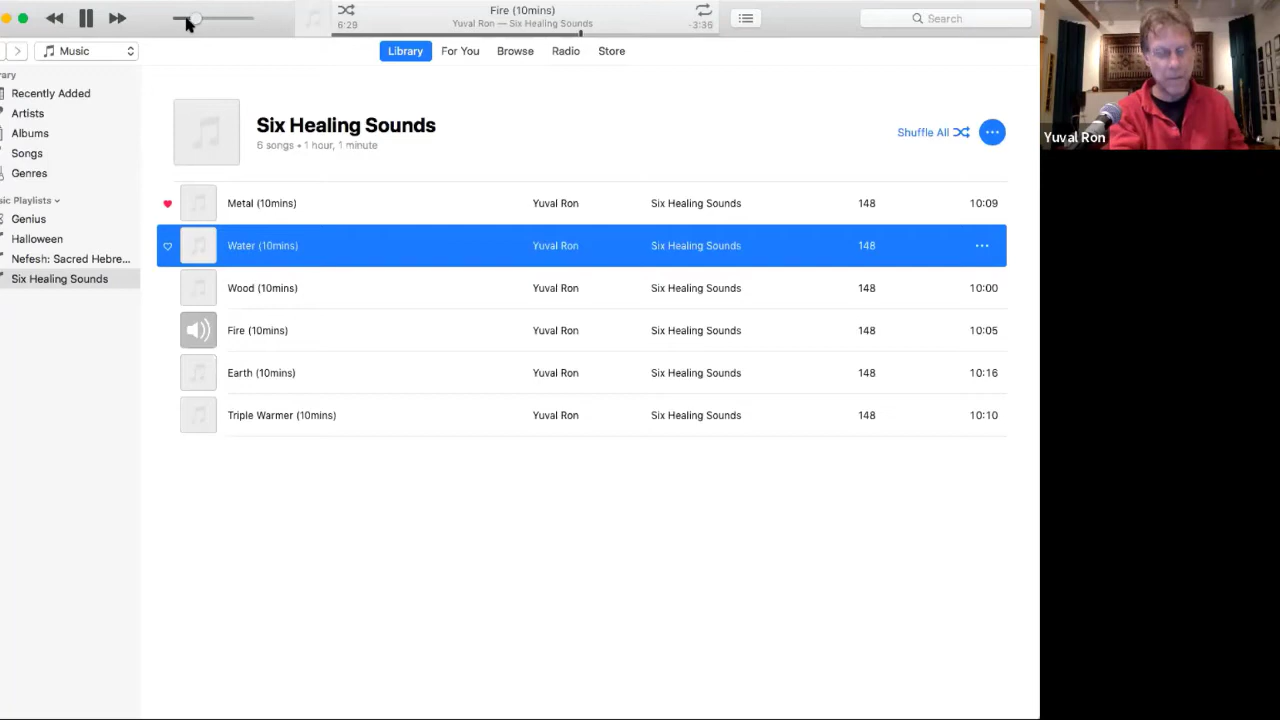 Fire (10mins)
6:29
Yuval Ron — Six Healing Sounds
-3:36
Search
Music
Library
For You
Browse
Radio
Store
rary
Recently Added
Artists
Albums
Songs
Genres
sic Playlists
Genius
Halloween
Nefesh: Sacred Hebre...
Six Healing Sounds
Six Healing Sounds
6 songs • 1 hour, 1 minute
Shuffle All
Metal (10mins) Yuval Ron Six Healing Sounds 148 10:09
Water (10mins) Yuval Ron Six Healing Sounds 148
Wood (10mins) Yuval Ron Six Healing Sounds 148 10:00
Fire (10mins) Yuval Ron Six Healing Sounds 148 10:05
Earth (10mins) Yuval Ron Six Healing Sounds 148 10:16
Triple Warmer (10mins) Yuval Ron Six Healing Sounds 148 10:10
Yuval Ron